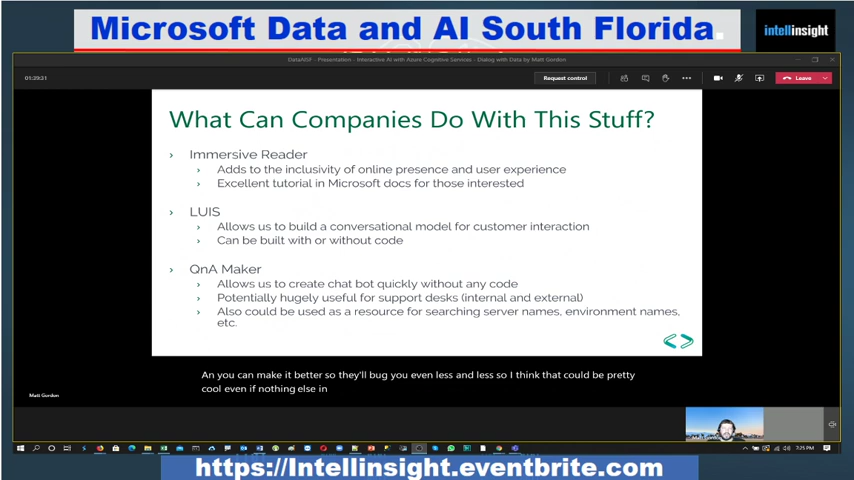 Microsoft Data and AI South Florida.
intellinsight
DataAISF - Presentation - Interactive AI with Azure Cognitive Services - Dialog with Data by Matt Gordon
01:29:31
Request control
Leave
What Can Companies Do With This Stuff?
Immersive Reader
Adds to the inclusivity of online presence and user experience
Excellent tutorial in Microsoft docs for those interested
LUIS
Allows us to build a conversational model for customer interaction
Can be built with or without code
QnA Maker
Allows us to create chat bot quickly without any code
Potentially hugely useful for support desks (internal and external)
Also could be used as a resource for searching server names, environment names,
etc.
An you can make it better so they'll bug you even less and less so I think that could be pretty
cool even if nothing else in
Matt Gordon
7:25 PM
https://Intellinsight.eventbrite.com